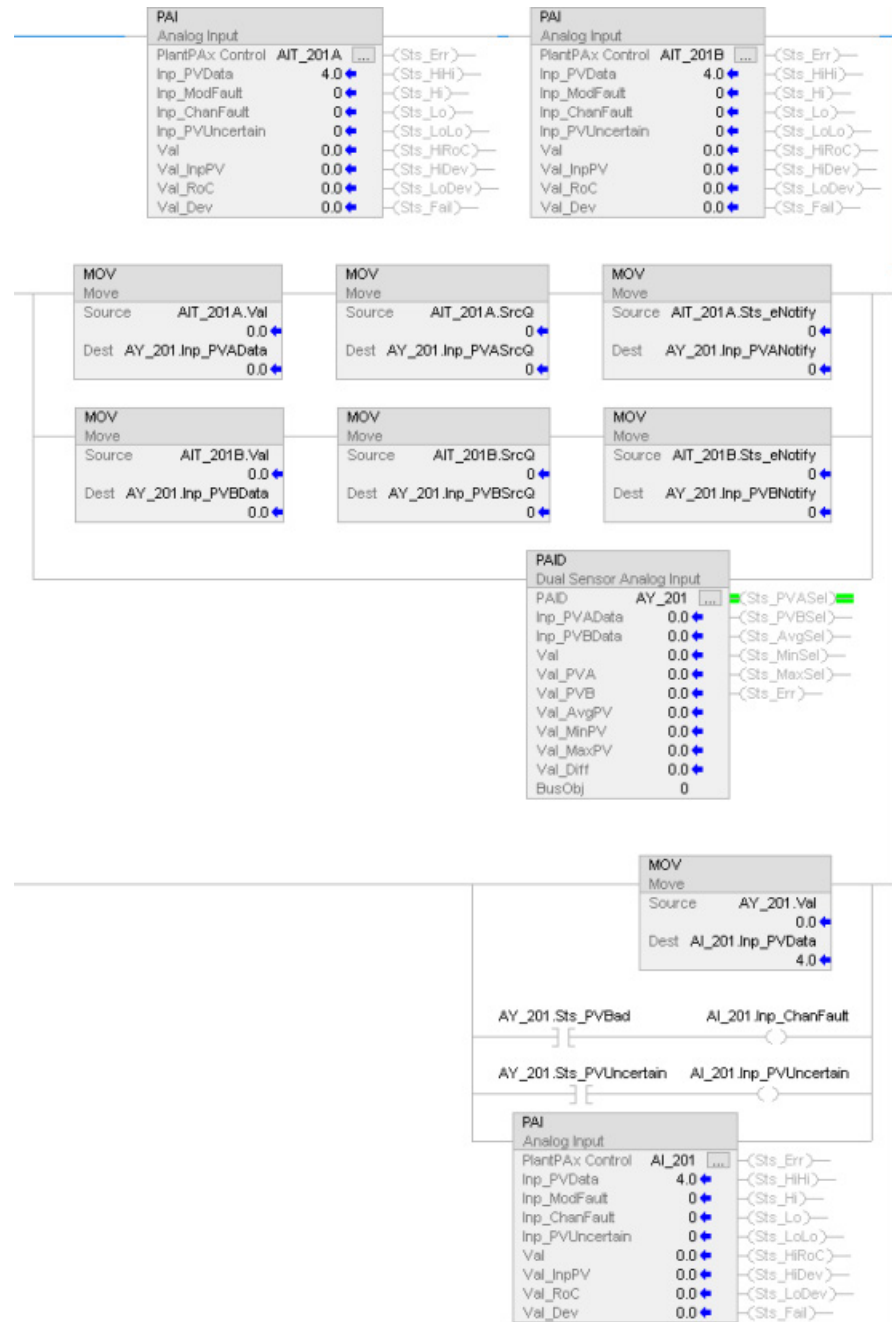 PAI PAI
Analog Input Analog Input
PlantPAx Control AIT_201A ... (Sts_Err) PlantPAx Control AIT_201B ... (Sts_Err)
Inp_PVData 4.0 (Sts_HiHi) Inp_PVData 4.0 (Sts_HiHi)
Inp_ModFault 0 (Sts_Hi) Inp_ModFault 0 (Sts_Hi)
Inp_ChanFault 0 (Sts_Lo) Inp_ChanFault 0 (Sts_Lo)
Inp_PVUncertain 0 (Sts_LoLo) Inp_PVUncertain 0 (Sts_LoLo)
Val 0.0 (Sts_HiRoC) Val 0.0 (Sts_HiRoC)
Val_InpPV 0.0 (Sts_HiDev) Val_InpPV 0.0 (Sts_HiDev)
Val_RoC 0.0 (Sts_LoDev) Val_RoC 0.0 (Sts_LoDev)
Val_Dev 0.0 (Sts_Fail) Val_Dev 0.0 (Sts_Fail)
MOV MOV MOV
Move Move Move
Source AIT_201A.Val Source AIT_201A.SrcQ Source AIT_201A.Sts_eNotify
0.0 0 0
Dest AY_201.Inp_PVAData Dest AY_201.Inp_PVASrcQ Dest AY_201.Inp_PVANotify
0.0 0 0
MOV MOV MOV
Move Move Move
Source AIT_201B.Val Source AIT_201B.SrcQ Source AIT_201B.Sts_eNotify
0.0 0 0
Dest AY_201.Inp_PVBData Dest AY_201.Inp_PVBSrcQ Dest AY_201.Inp_PVBNotify
0.0 0 0
PAID
Dual Sensor Analog Input
PAID AY_201 ... (Sts_PVASel)
Inp_PVAData 0.0 (Sts_PVBSel)
Inp_PVBData 0.0 (Sts_AvgSel)
Val 0.0 (Sts_MinSel)
Val_PVA 0.0 (Sts_MaxSel)
Val_PVB 0.0 (Sts_Err)
Val_AvgPV 0.0
Val_MinPV 0.0
Val_MaxPV 0.0
Val_Diff 0.0
BusObj 0
MOV
Move
Source AY_201.Val
0.0
Dest AI_201.Inp_PVData
4.0
AY_201.Sts_PVBad AI_201.Inp_ChanFault
AY_201.Sts_PVUncertain AI_201.Inp_PVUncertain
PAI
Analog Input
PlantPAx Control AI_201 ... (Sts_Err)
Inp_PVData 4.0 (Sts_HiHi)
Inp_ModFault 0 (Sts_Hi)
Inp_ChanFault 0 (Sts_Lo)
Inp_PVUncertain 0 (Sts_LoLo)
Val 0.0 (Sts_HiRoC)
Val_InpPV 0.0 (Sts_HiDev)
Val_RoC 0.0 (Sts_LoDev)
Val_Dev 0.0 (Sts_Fail)